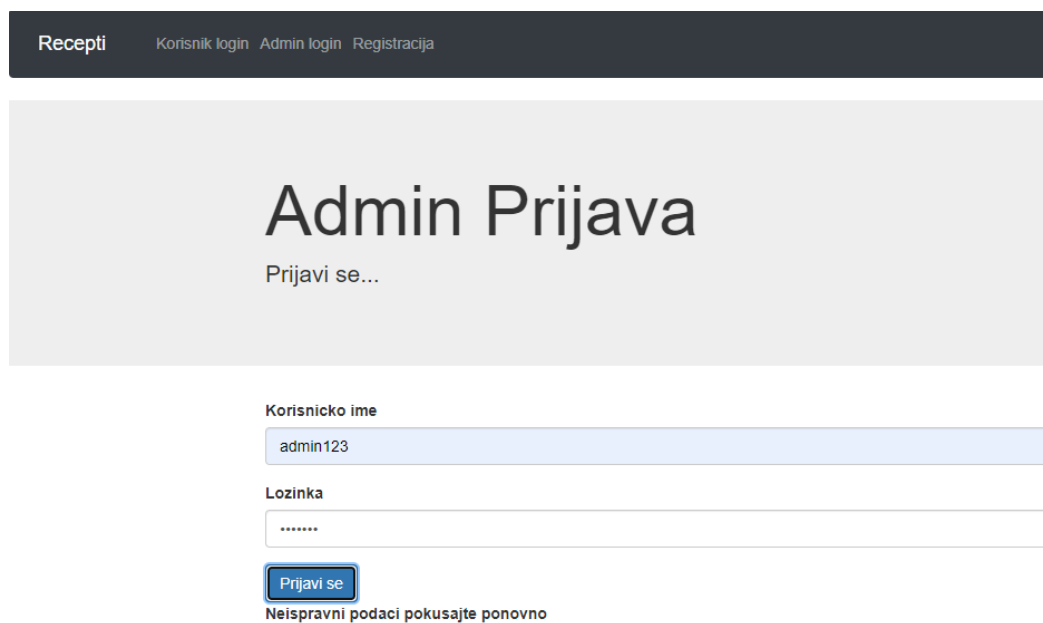 Recepti Korisnik login Admin login Registracija
Admin Prijava
Prijavi se...
Korisnicko ime
admin123
Lozinka
•••••••
Prijavi se
Neispravni podaci pokusajte ponovno